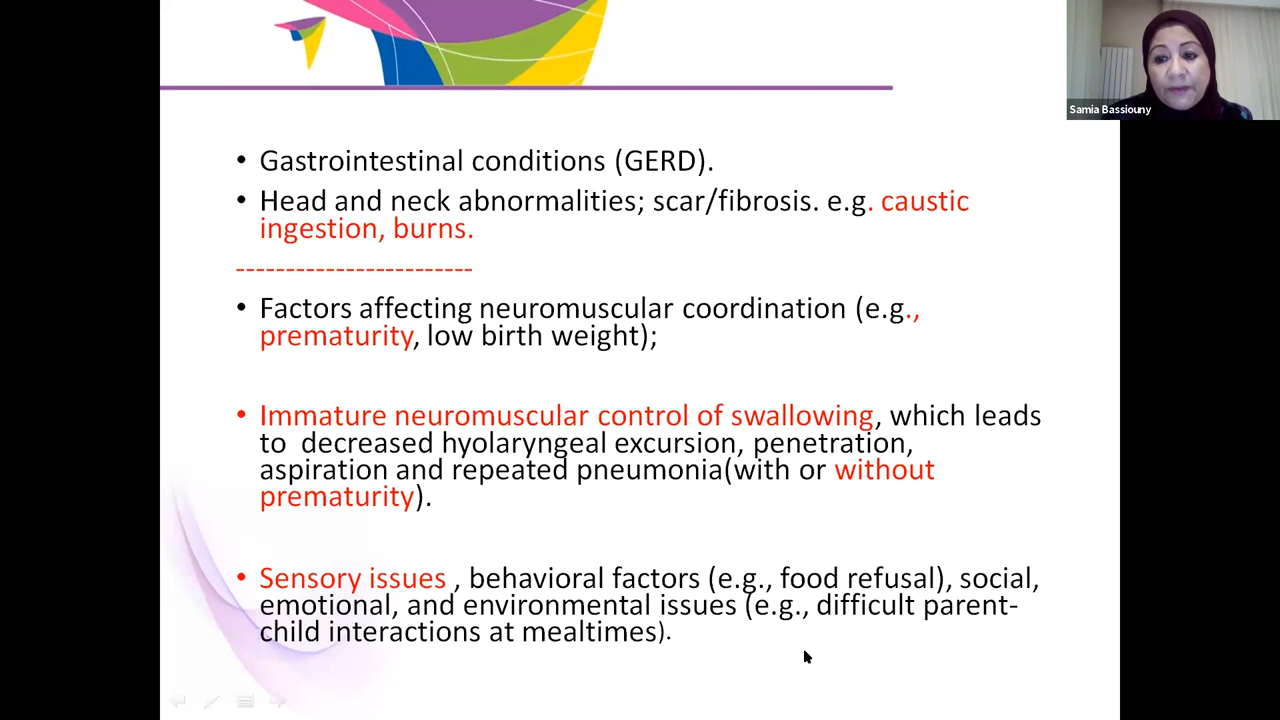 Samia Bassiouny
• Gastrointestinal conditions (GERD).
• Head and neck abnormalities; scar/fibrosis. e.g. caustic
ingestion, burns.
------------------------
• Factors affecting neuromuscular coordination (e.g.,
prematurity, low birth weight);
• Immature neuromuscular control of swallowing, which leads
to  decreased hyolaryngeal excursion, penetration,
aspiration and repeated pneumonia(with or without
prematurity).
• Sensory issues , behavioral factors (e.g., food refusal), social,
emotional, and environmental issues (e.g., difficult parent-
child interactions at mealtimes).